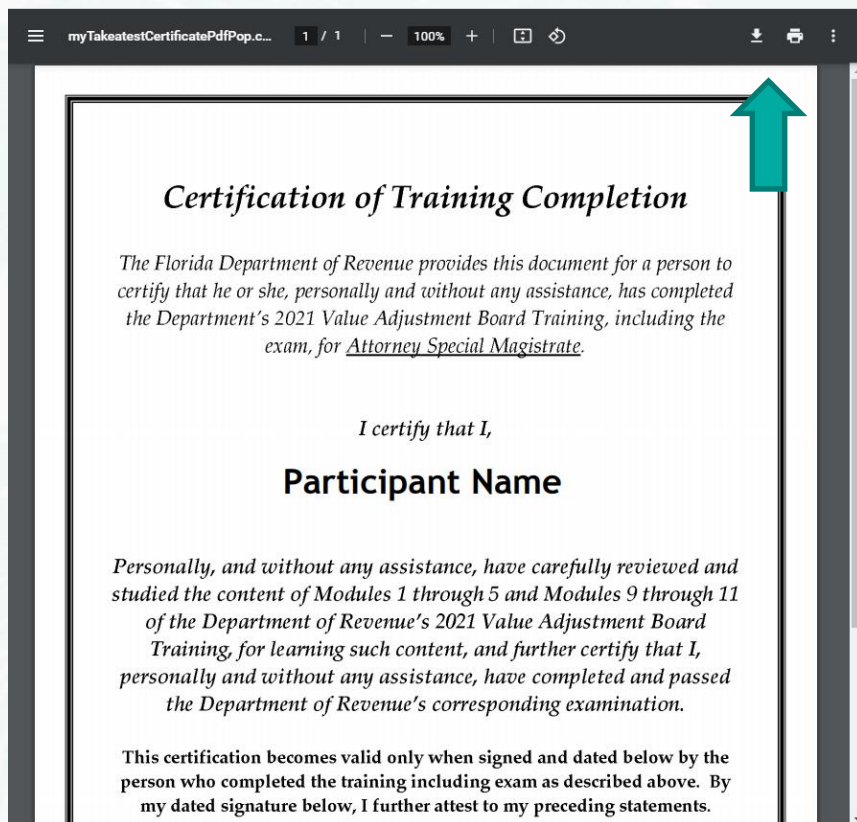 myTakeatestCertificatePdfPop.c... 1 / 1 | — 100% + |
Certification of Training Completion
The Florida Department of Revenue provides this document for a person to
certify that he or she, personally and without any assistance, has completed
the Department's 2021 Value Adjustment Board Training, including the
exam, for Attorney Special Magistrate.
I certify that I,
Participant Name
Personally, and without any assistance, have carefully reviewed and
studied the content of Modules 1 through 5 and Modules 9 through 11
of the Department of Revenue's 2021 Value Adjustment Board
Training, for learning such content, and further certify that I,
personally and without any assistance, have completed and passed
the Department of Revenue's corresponding examination.
This certification becomes valid only when signed and dated below by the
person who completed the training including exam as described above. By
my dated signature below, I further attest to my preceding statements.